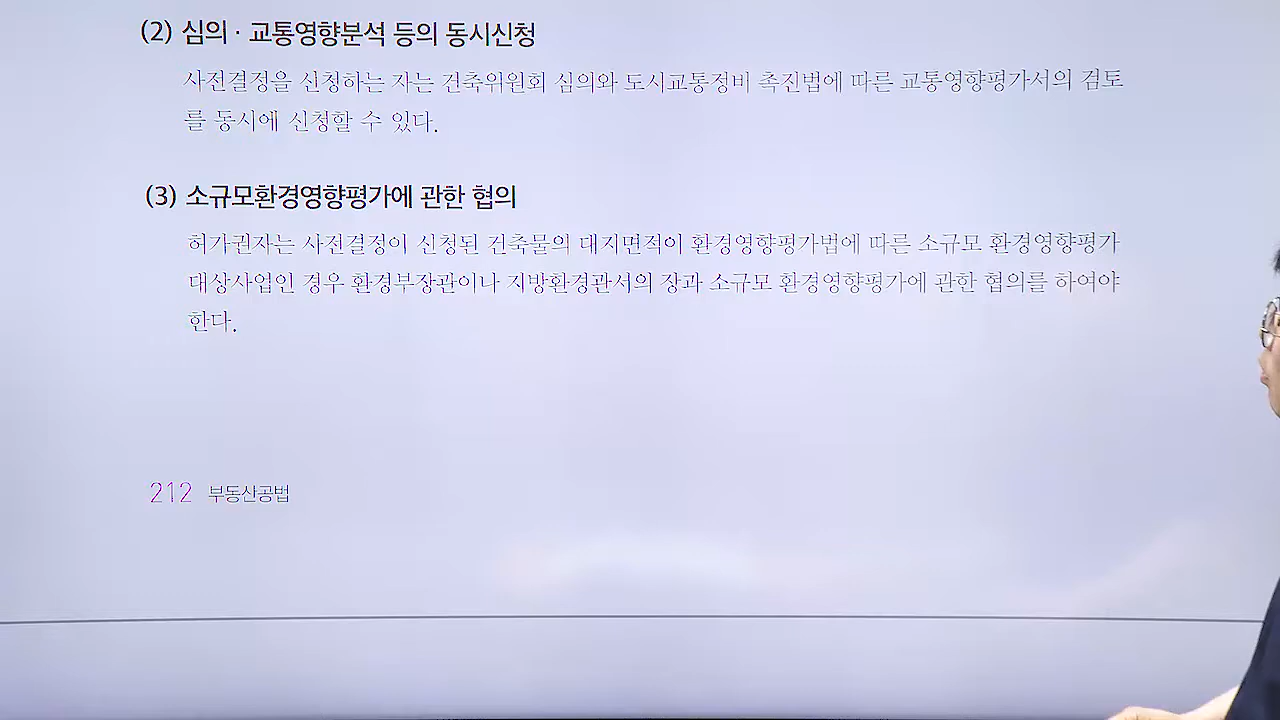 (2) 심의 · 교통영향분석 등의 동시신청
사전결정을 신청하는 자는 건축위원회 심의와 도시교통정비 촉진법에 따른 교통영향평가서의 검토
를 동시에 신청할 수 있다.
(3) 소규모환경영향평가에 관한 협의
허가권자는 사전결정이 신청된 건축물의 대지면적이 환경영향평가법에 따른 소규모 환경영향평가
대상사업인 경우 환경부장관이나 지방환경관서의 장과 소규모 환경영향평가에 관한 협의를 하여야
한다.
212 부동산공법